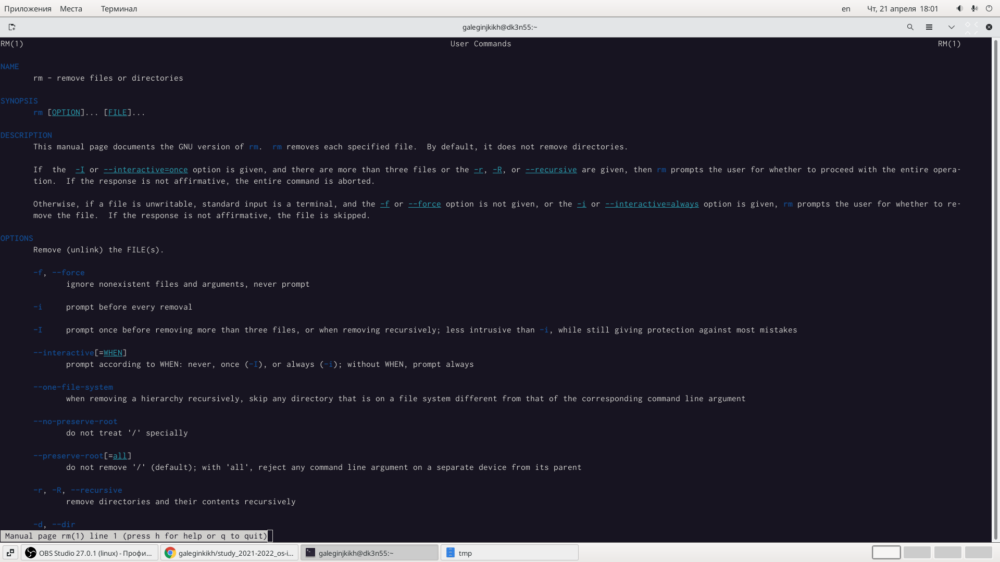 Приложения Места Терминал en Чт, 21 апреля 18:01
galeginjkikh@dk3n55:~
RM(1) User Commands RM(1)
NAME
rm - remove files or directories
SYNOPSIS
rm [OPTION]... [FILE]...
DESCRIPTION
This manual page documents the GNU version of rm. rm removes each specified file. By default, it does not remove directories.
If the -I or --interactive=once option is given, and there are more than three files or the -r, -R, or --recursive are given, then rm prompts the user for whether to proceed with the entire opera-
tion. If the response is not affirmative, the entire command is aborted.
Otherwise, if a file is unwritable, standard input is a terminal, and the -f or --force option is not given, or the -i or --interactive=always option is given, rm prompts the user for whether to re-
move the file. If the response is not affirmative, the file is skipped.
OPTIONS
Remove (unlink) the FILE(s).
-f, --force
ignore nonexistent files and arguments, never prompt
-i prompt before every removal
-I prompt once before removing more than three files, or when removing recursively; less intrusive than -i, while still giving protection against most mistakes
--interactive[=WHEN]
prompt according to WHEN: never, once (-I), or always (-i); without WHEN, prompt always
--one-file-system
when removing a hierarchy recursively, skip any directory that is on a file system different from that of the corresponding command line argument
--no-preserve-root
do not treat '/' specially
--preserve-root[=all]
do not remove '/' (default); with 'all', reject any command line argument on a separate device from its parent
-r, -R, --recursive
remove directories and their contents recursively
-d, --dir
Manual page rm(1) line 1 (press h for help or q to quit)
OBS Studio 27.0.1 (linux) - Профи... galeginkikh/study_2021-2022_os-i... galeginjkikh@dk3n55:~ tmp